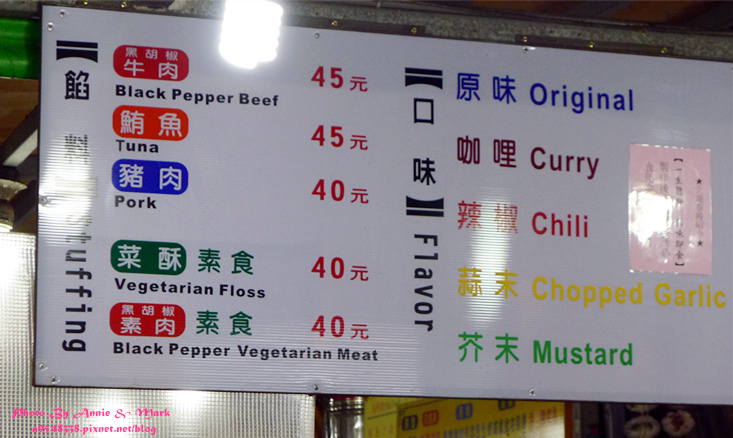 餡料 Stuffing
黑胡椒
牛肉 45元
Black Pepper Beef
鮪魚 45元
Tuna
豬肉 40元
Pork
菜酥 素食 40元
Vegetarian Floss
黑胡椒
素肉 素食 40元
Black Pepper Vegetarian Meat
口味 Flavor
原味 Original
咖哩 Curry
辣椒 Chili
蒜末 Chopped Garlic
芥末 Mustard
Photo By Annie & Mark